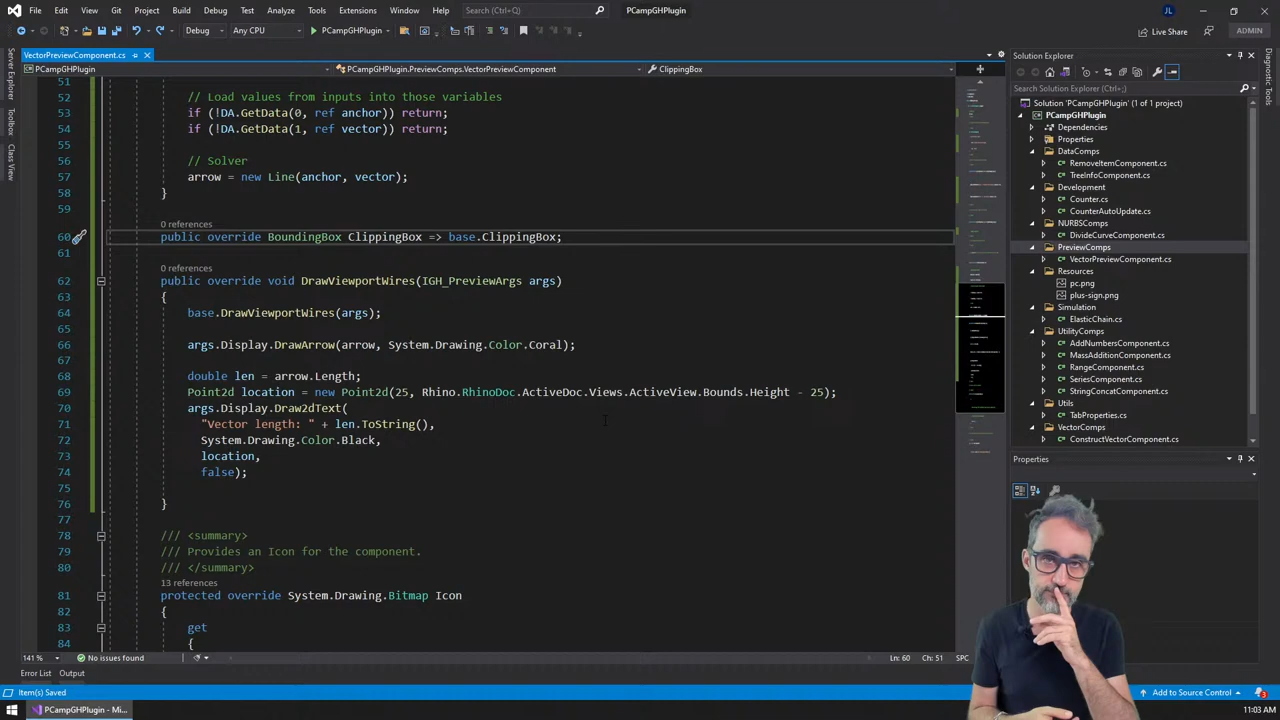 File Edit View Git Project Build Debug Test Analyze Tools Extensions Window Help Search (Ctrl+Q) PCampGHPlugin JL
Debug Any CPU PCampGHPlugin Live Share ADMIN
VectorPreviewComponent.cs
PCampGHPlugin PCampGHPlugin.PreviewComps.VectorPreviewComponent ClippingBox
Server Explorer
Toolbox
Class View
51
52 // Load values from inputs into those variables
53 if (!DA.GetData(0, ref anchor)) return;
54 if (!DA.GetData(1, ref vector)) return;
55
56 // Solver
57 arrow = new Line(anchor, vector);
58 }
59
0 references
60 public override BoundingBox ClippingBox => base.ClippingBox;
61
0 references
62 public override void DrawViewportWires(IGH_PreviewArgs args)
63 {
64 base.DrawViewportWires(args);
65
66 args.Display.DrawArrow(arrow, System.Drawing.Color.Coral);
67
68 double len = arrow.Length;
69 Point2d location = new Point2d(25, Rhino.RhinoDoc.ActiveDoc.Views.ActiveView.Bounds.Height - 25);
70 args.Display.Draw2dText(
71 "Vector length: " + len.ToString(),
72 System.Drawing.Color.Black,
73 location,
74 false);
75
76 }
77
78 /// <summary>
79 /// Provides an Icon for the component.
80 /// </summary>
13 references
81 protected override System.Drawing.Bitmap Icon
82 {
83 get
84 {
141 % No issues found Ln: 60 Ch: 51 SPC
Error List Output
Solution Explorer
Search Solution Explorer (Ctrl+;)
Solution 'PCampGHPlugin' (1 of 1 project)
PCampGHPlugin
Dependencies
Properties
DataComps
RemoveItemComponent.cs
TreeInfoComponent.cs
Development
Counter.cs
CounterAutoUpdate.cs
NURBSComps
DivideCurveComponent.cs
PreviewComps
VectorPreviewComponent.cs
Resources
pc.png
plus-sign.png
Simulation
ElasticChain.cs
UtilityComps
AddNumbersComponent.cs
MassAdditionComponent.cs
RangeComponent.cs
SeriesComponent.cs
StringConcatComponent.cs
Utils
TabProperties.cs
VectorComps
ConstructVectorComponent.cs
Properties
Diagnostic Tools
Item(s) Saved Add to Source Control 3
PCampGHPlugin - Mi... 11:03 AM